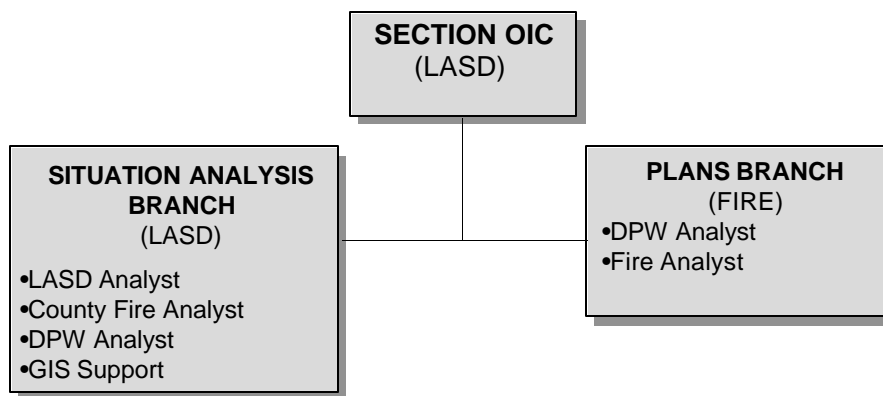 SECTION OIC
(LASD)
SITUATION ANALYSIS
BRANCH
(LASD)
•LASD Analyst
•County Fire Analyst
•DPW Analyst
•GIS Support
PLANS BRANCH
(FIRE)
•DPW Analyst
•Fire Analyst